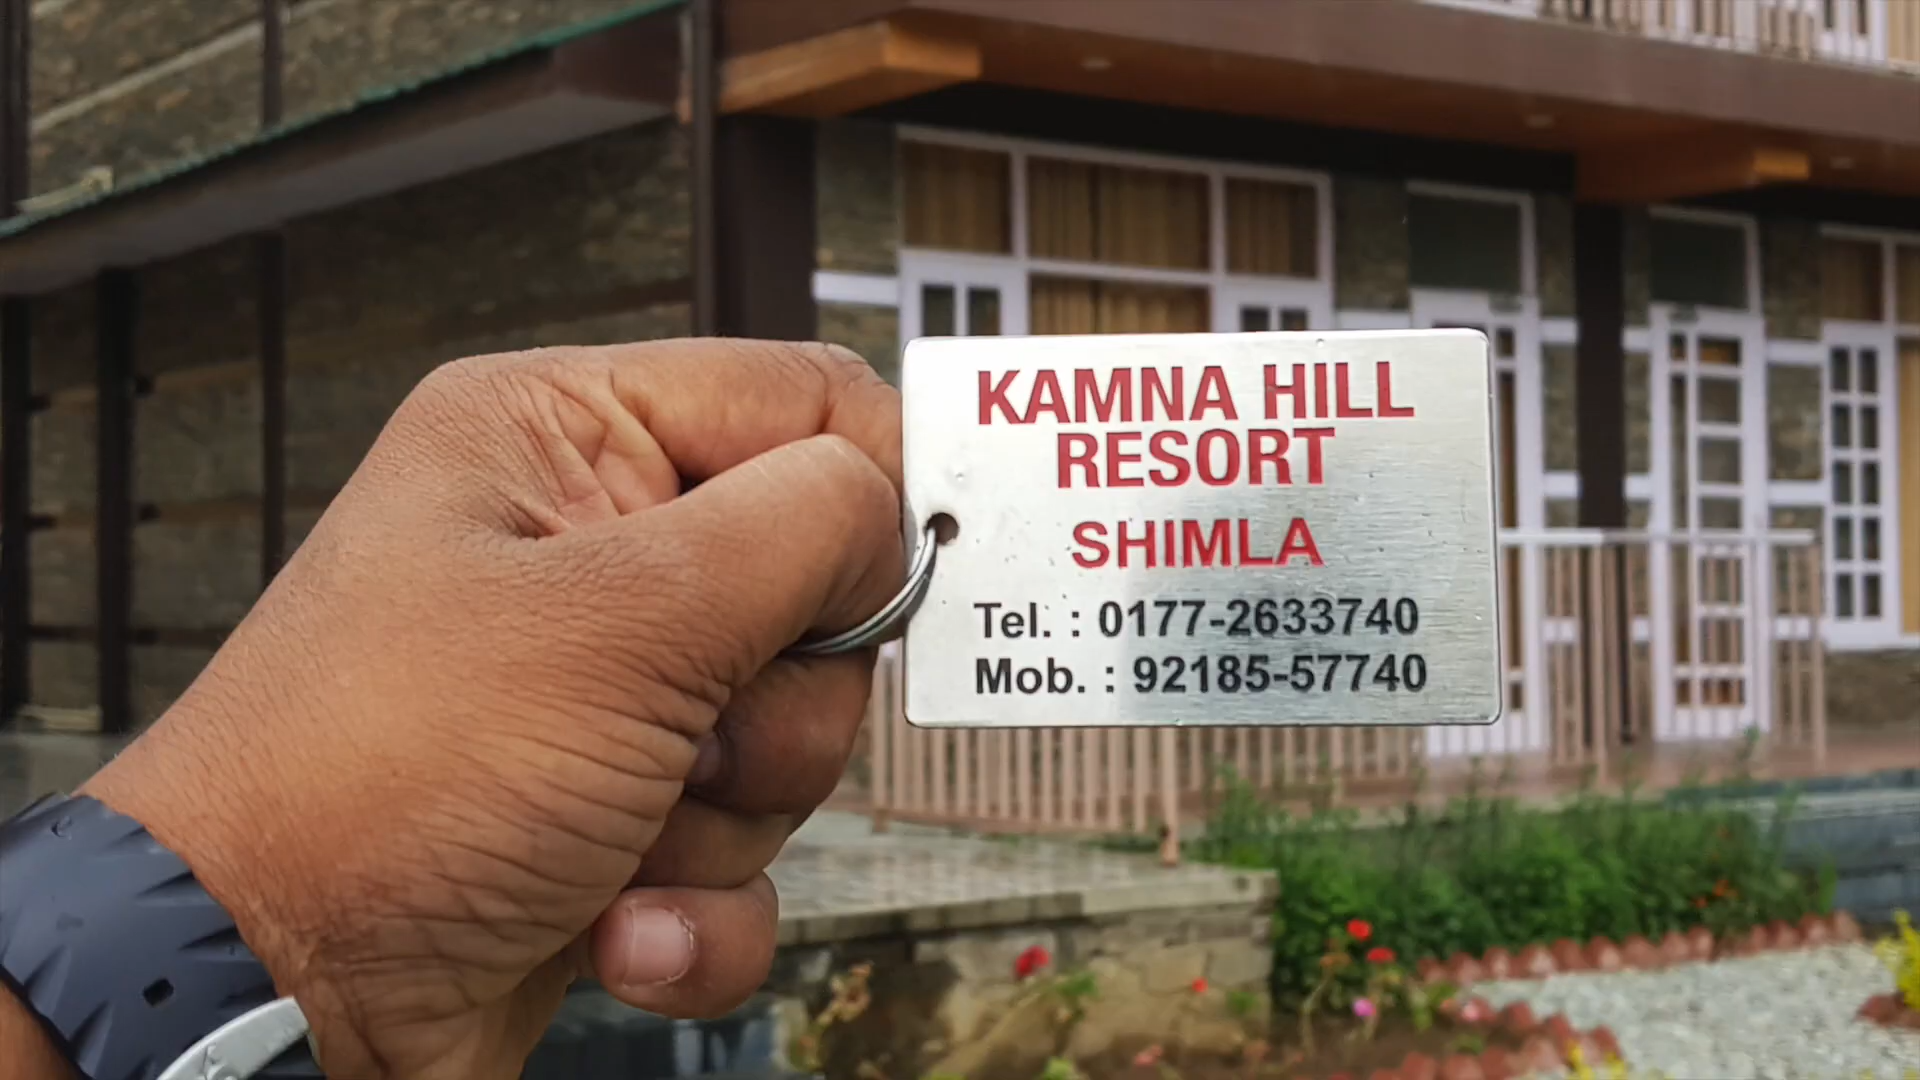 KAMNA HILL
RESORT
SHIMLA
Tel. : 0177-2633740
Mob. : 92185-57740